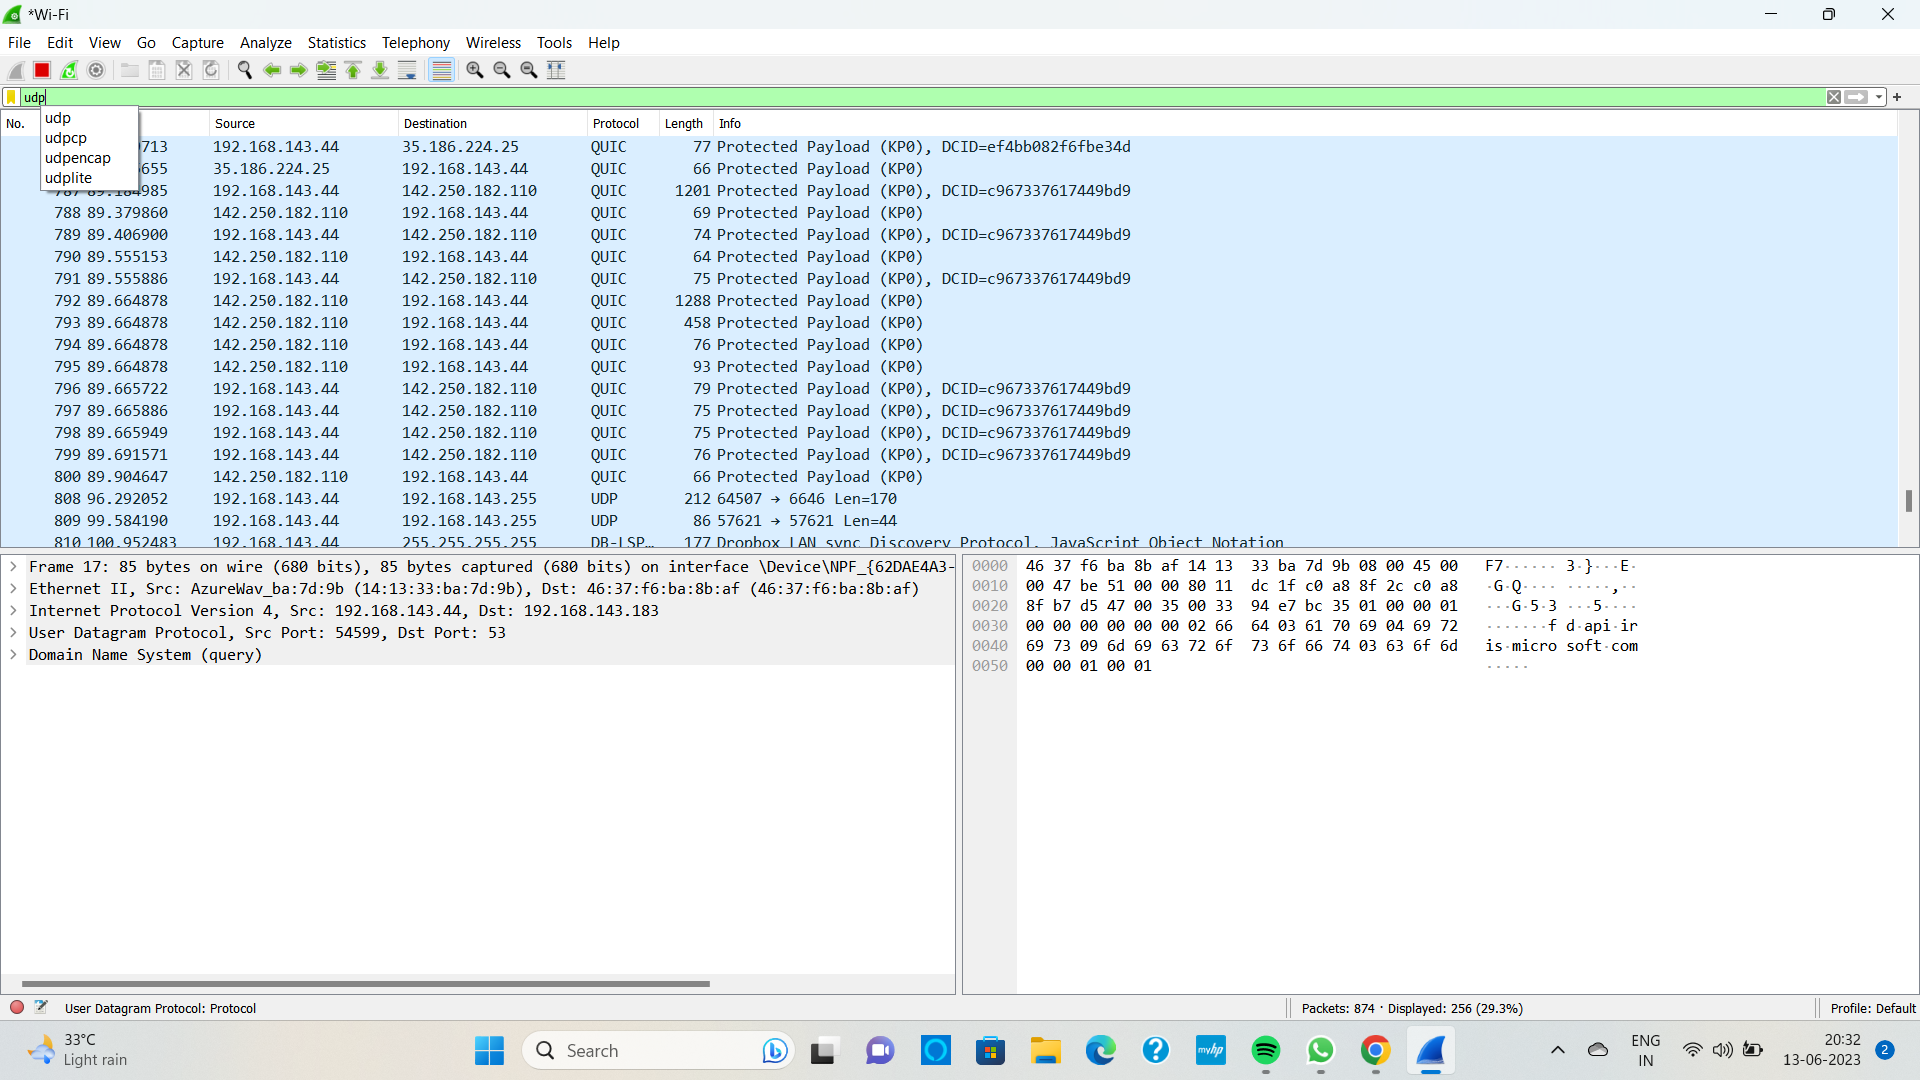 *Wi-Fi
File Edit View Go Capture Analyze Statistics Telephony Wireless Tools Help
udp
udp
udpcp
udpencap
udplite
No. Source Destination Protocol Length Info
713 192.168.143.44 35.186.224.25 QUIC 77 Protected Payload (KP0), DCID=ef4bb082f6fbe34d
655 35.186.224.25 192.168.143.44 QUIC 66 Protected Payload (KP0)
787 89.184985 192.168.143.44 142.250.182.110 QUIC 1201 Protected Payload (KP0), DCID=c967337617449bd9
788 89.379860 142.250.182.110 192.168.143.44 QUIC 69 Protected Payload (KP0)
789 89.406900 192.168.143.44 142.250.182.110 QUIC 74 Protected Payload (KP0), DCID=c967337617449bd9
790 89.555153 142.250.182.110 192.168.143.44 QUIC 64 Protected Payload (KP0)
791 89.555886 192.168.143.44 142.250.182.110 QUIC 75 Protected Payload (KP0), DCID=c967337617449bd9
792 89.664878 142.250.182.110 192.168.143.44 QUIC 1288 Protected Payload (KP0)
793 89.664878 142.250.182.110 192.168.143.44 QUIC 458 Protected Payload (KP0)
794 89.664878 142.250.182.110 192.168.143.44 QUIC 76 Protected Payload (KP0)
795 89.664878 142.250.182.110 192.168.143.44 QUIC 93 Protected Payload (KP0)
796 89.665722 192.168.143.44 142.250.182.110 QUIC 79 Protected Payload (KP0), DCID=c967337617449bd9
797 89.665886 192.168.143.44 142.250.182.110 QUIC 75 Protected Payload (KP0), DCID=c967337617449bd9
798 89.665949 192.168.143.44 142.250.182.110 QUIC 75 Protected Payload (KP0), DCID=c967337617449bd9
799 89.691571 192.168.143.44 142.250.182.110 QUIC 76 Protected Payload (KP0), DCID=c967337617449bd9
800 89.904647 142.250.182.110 192.168.143.44 QUIC 66 Protected Payload (KP0)
808 96.292052 192.168.143.44 192.168.143.255 UDP 212 64507 → 6646 Len=170
809 99.584190 192.168.143.44 192.168.143.255 UDP 86 57621 → 57621 Len=44
810 100.952483 192.168.143.44 255.255.255.255 DB-LSP… 177 Dropbox LAN sync Discovery Protocol, JavaScript Object Notation
Frame 17: 85 bytes on wire (680 bits), 85 bytes captured (680 bits) on interface \Device\NPF_{62DAE4A3-
Ethernet II, Src: AzureWav_ba:7d:9b (14:13:33:ba:7d:9b), Dst: 46:37:f6:ba:8b:af (46:37:f6:ba:8b:af)
Internet Protocol Version 4, Src: 192.168.143.44, Dst: 192.168.143.183
User Datagram Protocol, Src Port: 54599, Dst Port: 53
Domain Name System (query)
0000 46 37 f6 ba 8b af 14 13 33 ba 7d 9b 08 00 45 00 F7······ 3·}···E·
0010 00 47 be 51 00 00 80 11 dc 1f c0 a8 8f 2c c0 a8 ·G·Q···· ·····,··
0020 8f b7 d5 47 00 35 00 33 94 e7 bc 35 01 00 00 01 ···G·5·3 ···5····
0030 00 00 00 00 00 00 02 66 64 03 61 70 69 04 69 72 ·······f d·api·ir
0040 69 73 09 6d 69 63 72 6f 73 6f 66 74 03 63 6f 6d is·micro soft·com
0050 00 00 01 00 01 ·····
User Datagram Protocol: Protocol
Packets: 874 · Displayed: 256 (29.3%)
Profile: Default
33°C
Light rain
Search
myhp
ENG
IN
20:32
13-06-2023
2